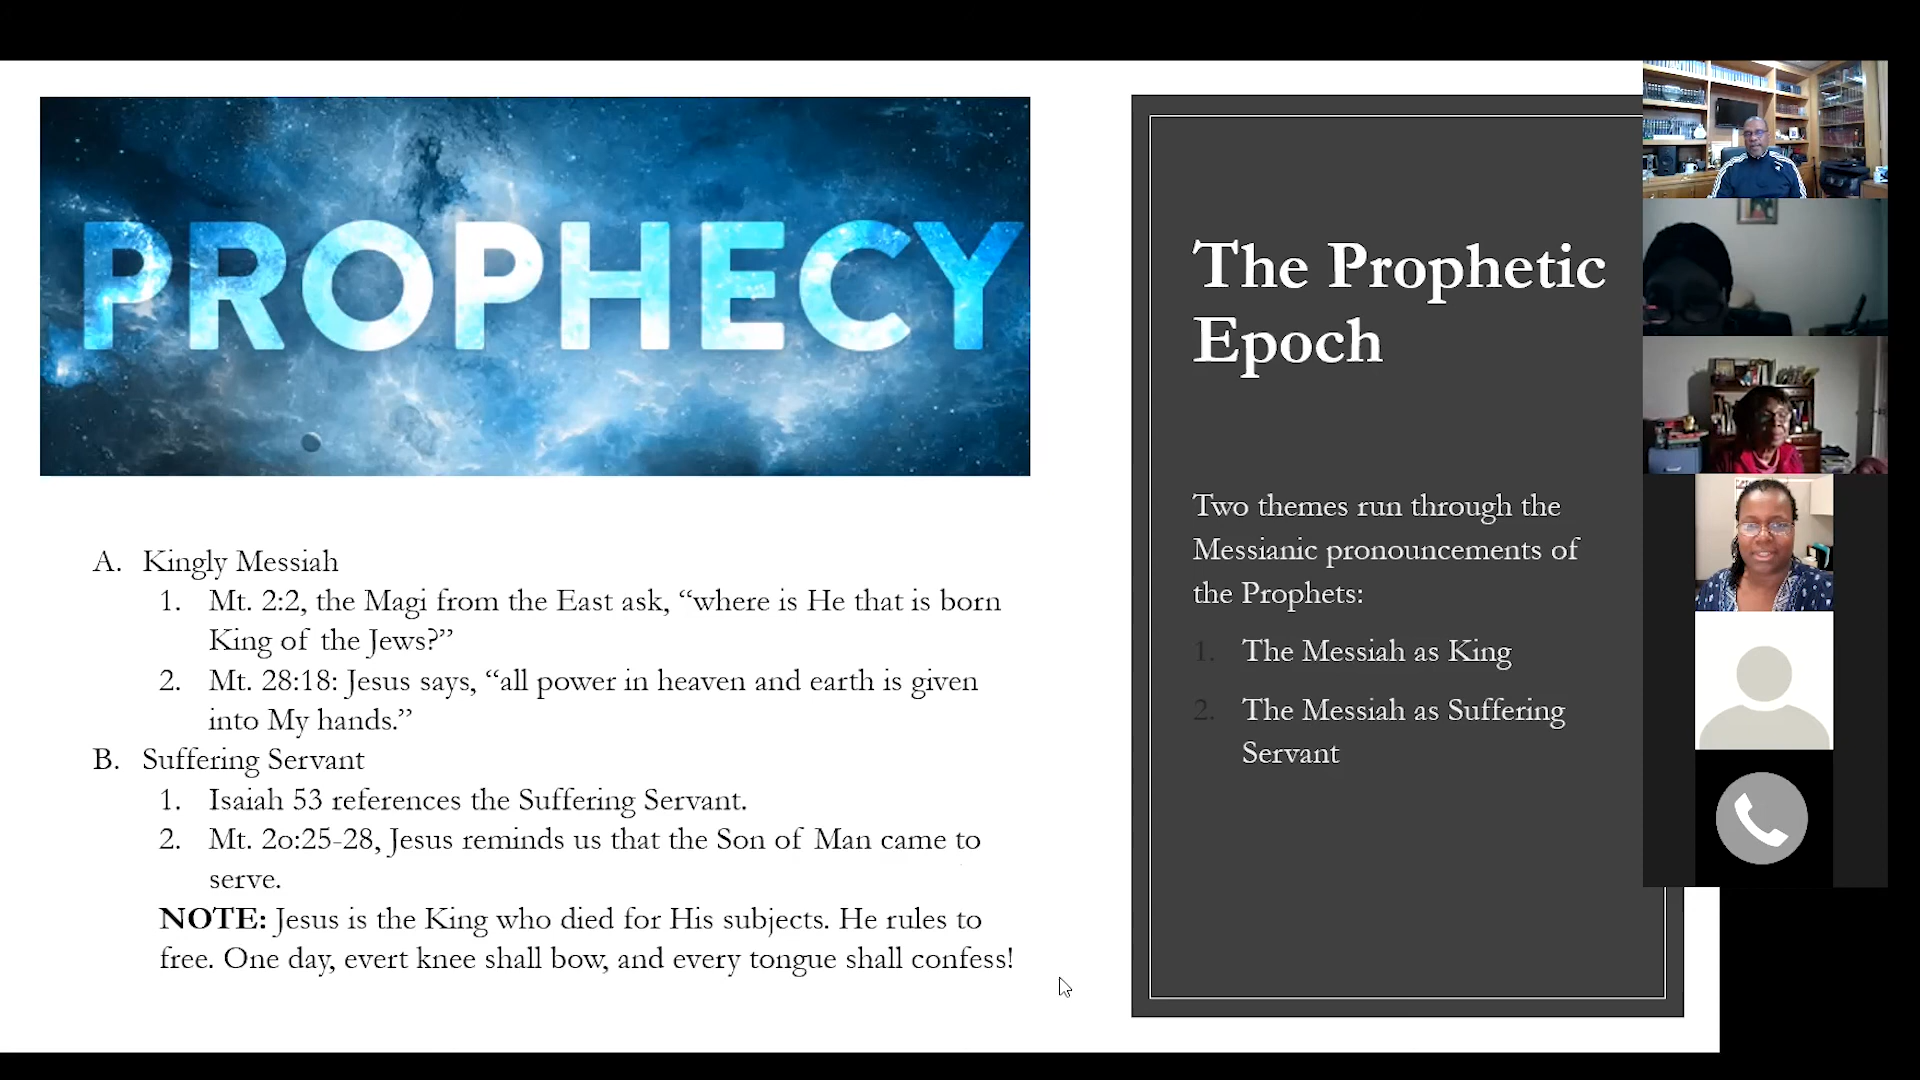 PROPHECY
A. Kingly Messiah
1. Mt. 2:2, the Magi from the East ask, “where is He that is born
King of the Jews?”
2. Mt. 28:18: Jesus says, “all power in heaven and earth is given
into My hands.”
B. Suffering Servant
1. Isaiah 53 references the Suffering Servant.
2. Mt. 2o:25-28, Jesus reminds us that the Son of Man came to
serve.
NOTE: Jesus is the King who died for His subjects. He rules to
free. One day, evert knee shall bow, and every tongue shall confess!
The Prophetic
Epoch
Two themes run through the
Messianic pronouncements of
the Prophets:
1. The Messiah as King
2. The Messiah as Suffering
Servant